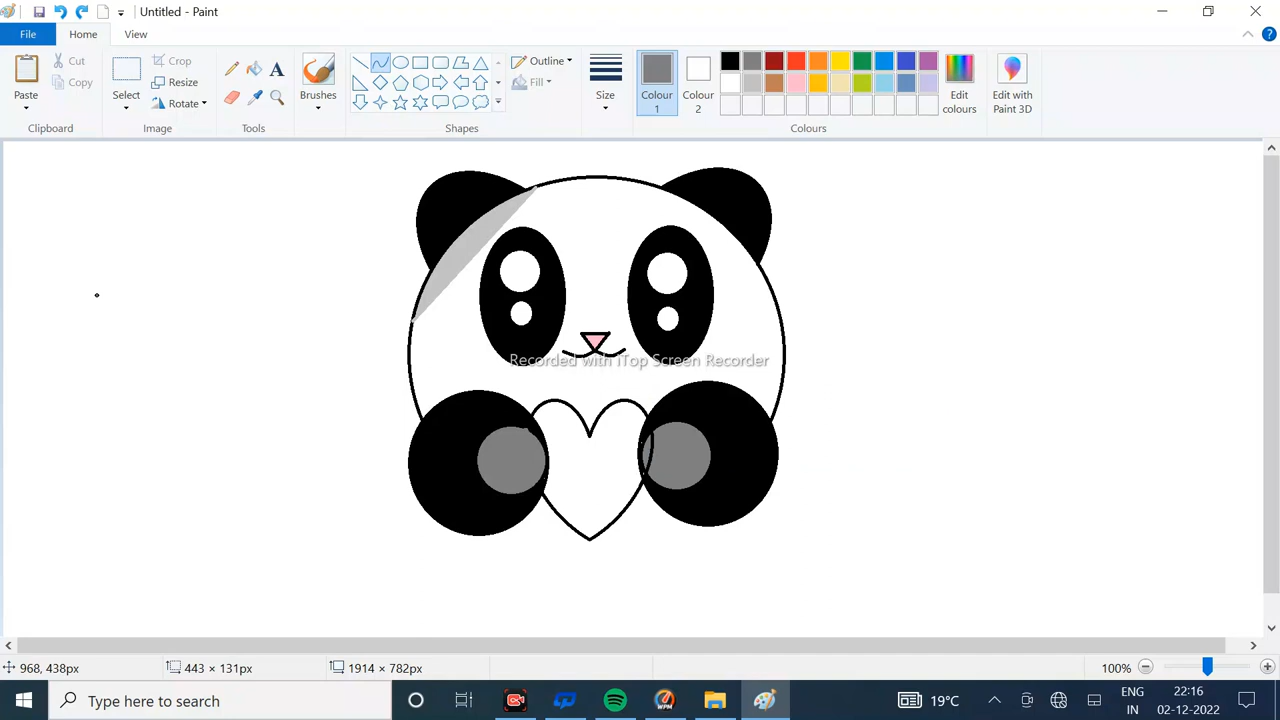 Untitled - Paint
File
Home
View
Paste
Cut
Copy
Clipboard
Select
Crop
Resize
Rotate
Image
A
Tools
Brushes
Outline
Fill
Shapes
Size
Colour
1
Colour
2
Edit
colours
Colours
Edit with
Paint 3D
Recorded with iTop Screen Recorder
968, 438px
443 × 131px
1914 × 782px
100%
Type here to search
WPM
19°C
ENG
IN
22:16
02-12-2022